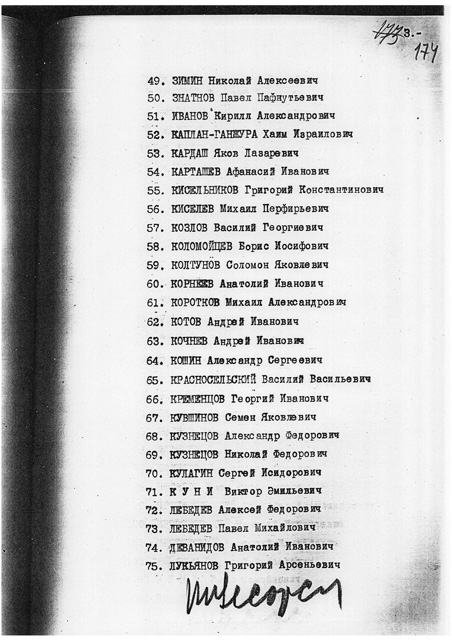 173 3.-
174
49. ЗИМИН Николай Алексеевич
50. ЗНАТНОВ Павел Пафнутьевич
51. ИВАНОВ Кирилл Александрович
52. КАПЛАН-ГАНЖУРА Хаим Израилович
53. КАРДАШ Яков Лазаревич
54. КАРТАШЕВ Афанасий Иванович
55. КИСЕЛЬНИКОВ Григорий Константинович
56. КИСЕЛЕВ Михаил Перфирьевич
57. КОЗЛОВ Василий Георгиевич
58. КОЛОМОЙЦЕВ Борис Иосифович
59. КОЛТУНОВ Соломон Яковлевич
60. КОРНЕЕВ Анатолий Иванович
61. КОРОТКОВ Михаил Александрович
62. КОТОВ Андрей Иванович
63. КОЧНЕВ Андрей Иванович
64. КОШИН Александр Сергеевич
65. КРАСНОСЕЛЬСКИЙ Василий Васильевич
66. КРЕМЕНЦОВ Георгий Иванович
67. КУВШИНОВ Семен Яковлевич
68. КУЗНЕЦОВ Александр Федорович
69. КУЗНЕЦОВ Николай Федорович
70. КУЛАГИН Сергей Исидорович
71. К У Н И Виктор Эмильевич
72. ЛЕБЕДЕВ Алексей Федорович
73. ЛЕБЕДЕВ Павел Михайлович
74. ЛЕВАНИДОВ Анатолий Иванович
75. ЛУКЬЯНОВ Григорий Арсеньевич